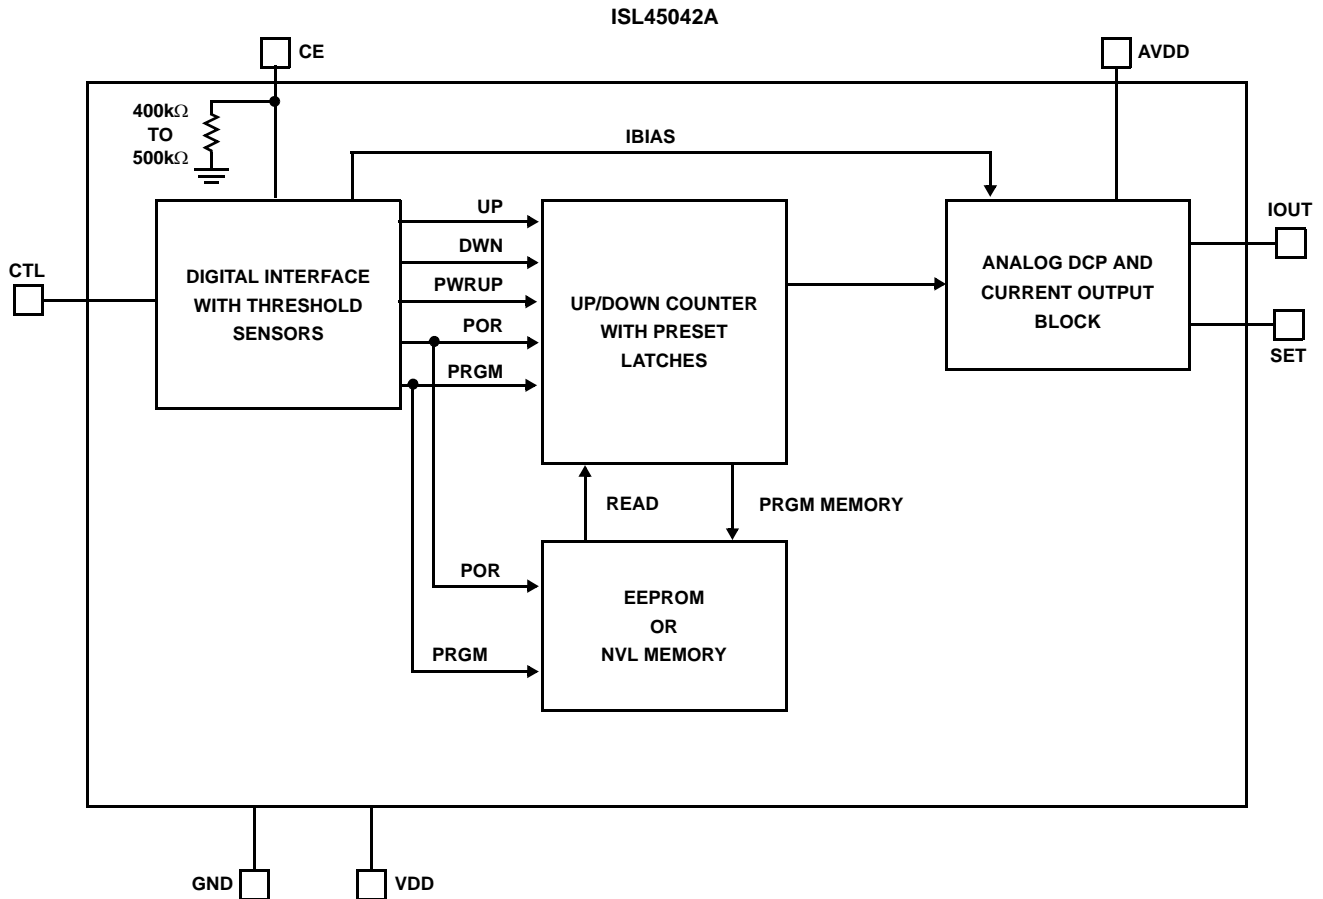 ISL45042A
CE
AVDD
400kΩ
TO
500kΩ
IBIAS
UP
DWN
PWRUP
POR
PRGM
CTL
DIGITAL INTERFACE
WITH THRESHOLD
SENSORS
UP/DOWN COUNTER
WITH PRESET
LATCHES
ANALOG DCP AND
CURRENT OUTPUT
BLOCK
IOUT
SET
READ
PRGM MEMORY
POR
PRGM
EEPROM
OR
NVL MEMORY
GND
VDD